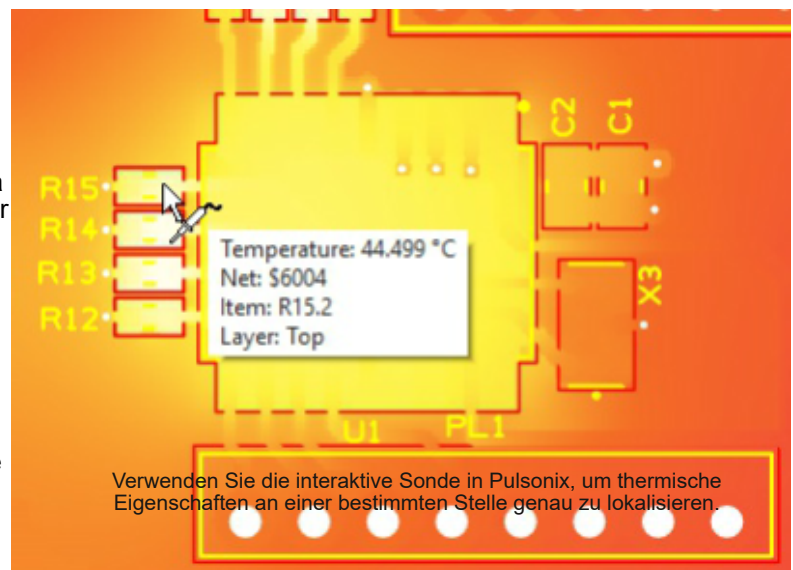 C2
C1
R15
R14
R13
R12
Temperature: 44.499 °C
Net: $6004
Item: R15.2
Layer: Top
X3
U1
PL1
Verwenden Sie die interaktive Sonde in Pulsonix, um thermische
Eigenschaften an einer bestimmten Stelle genau zu lokalisieren.